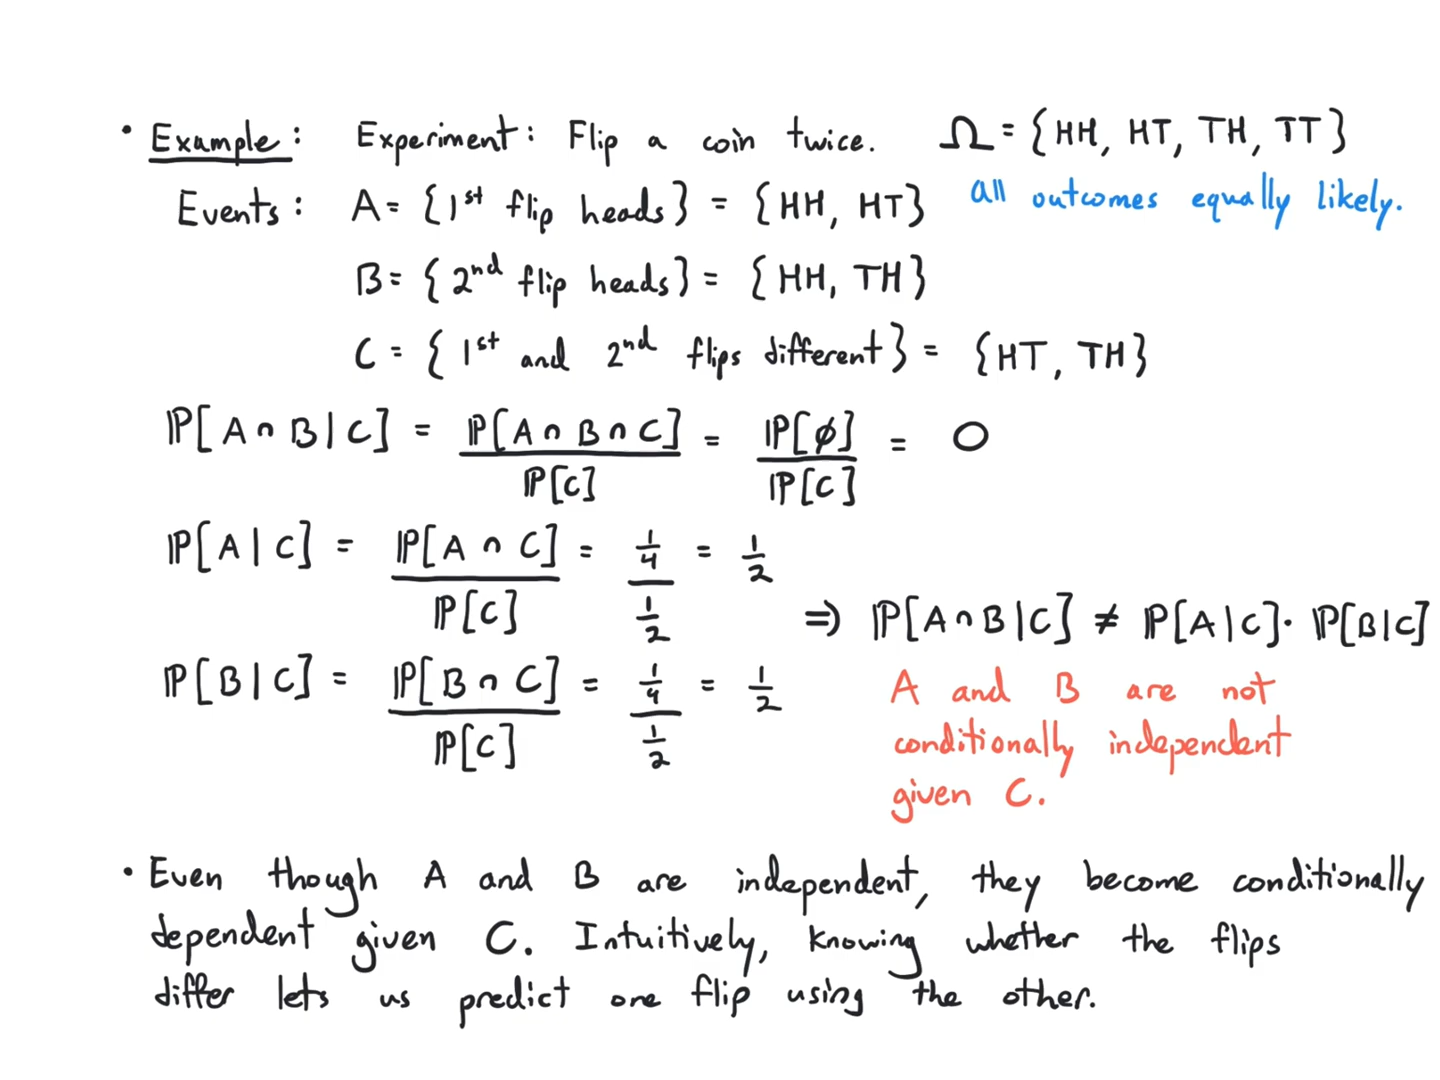 • Example: Experiment: Flip a coin twice. Ω = {HH, HT, TH, TT}
Events: A = {1st flip heads} = {HH, HT} all outcomes equally likely.
B = {2nd flip heads} = {HH, TH}
C = {1st and 2nd flips different} = {HT, TH}
ℙ[A ∩ B | C] = ℙ[A ∩ B ∩ C] / ℙ[C] = ℙ[∅] / ℙ[C] = 0
ℙ[A | C] = ℙ[A ∩ C] / ℙ[C] = 1/4 / 1/2 = 1/2
⇒ ℙ[A ∩ B | C] ≠ ℙ[A | C] · ℙ[B | C]
ℙ[B | C] = ℙ[B ∩ C] / ℙ[C] = 1/4 / 1/2 = 1/2
A and B are not
conditionally independent
given C.
• Even though A and B are independent, they become conditionally
dependent given C. Intuitively, knowing whether the flips
differ lets us predict one flip using the other.